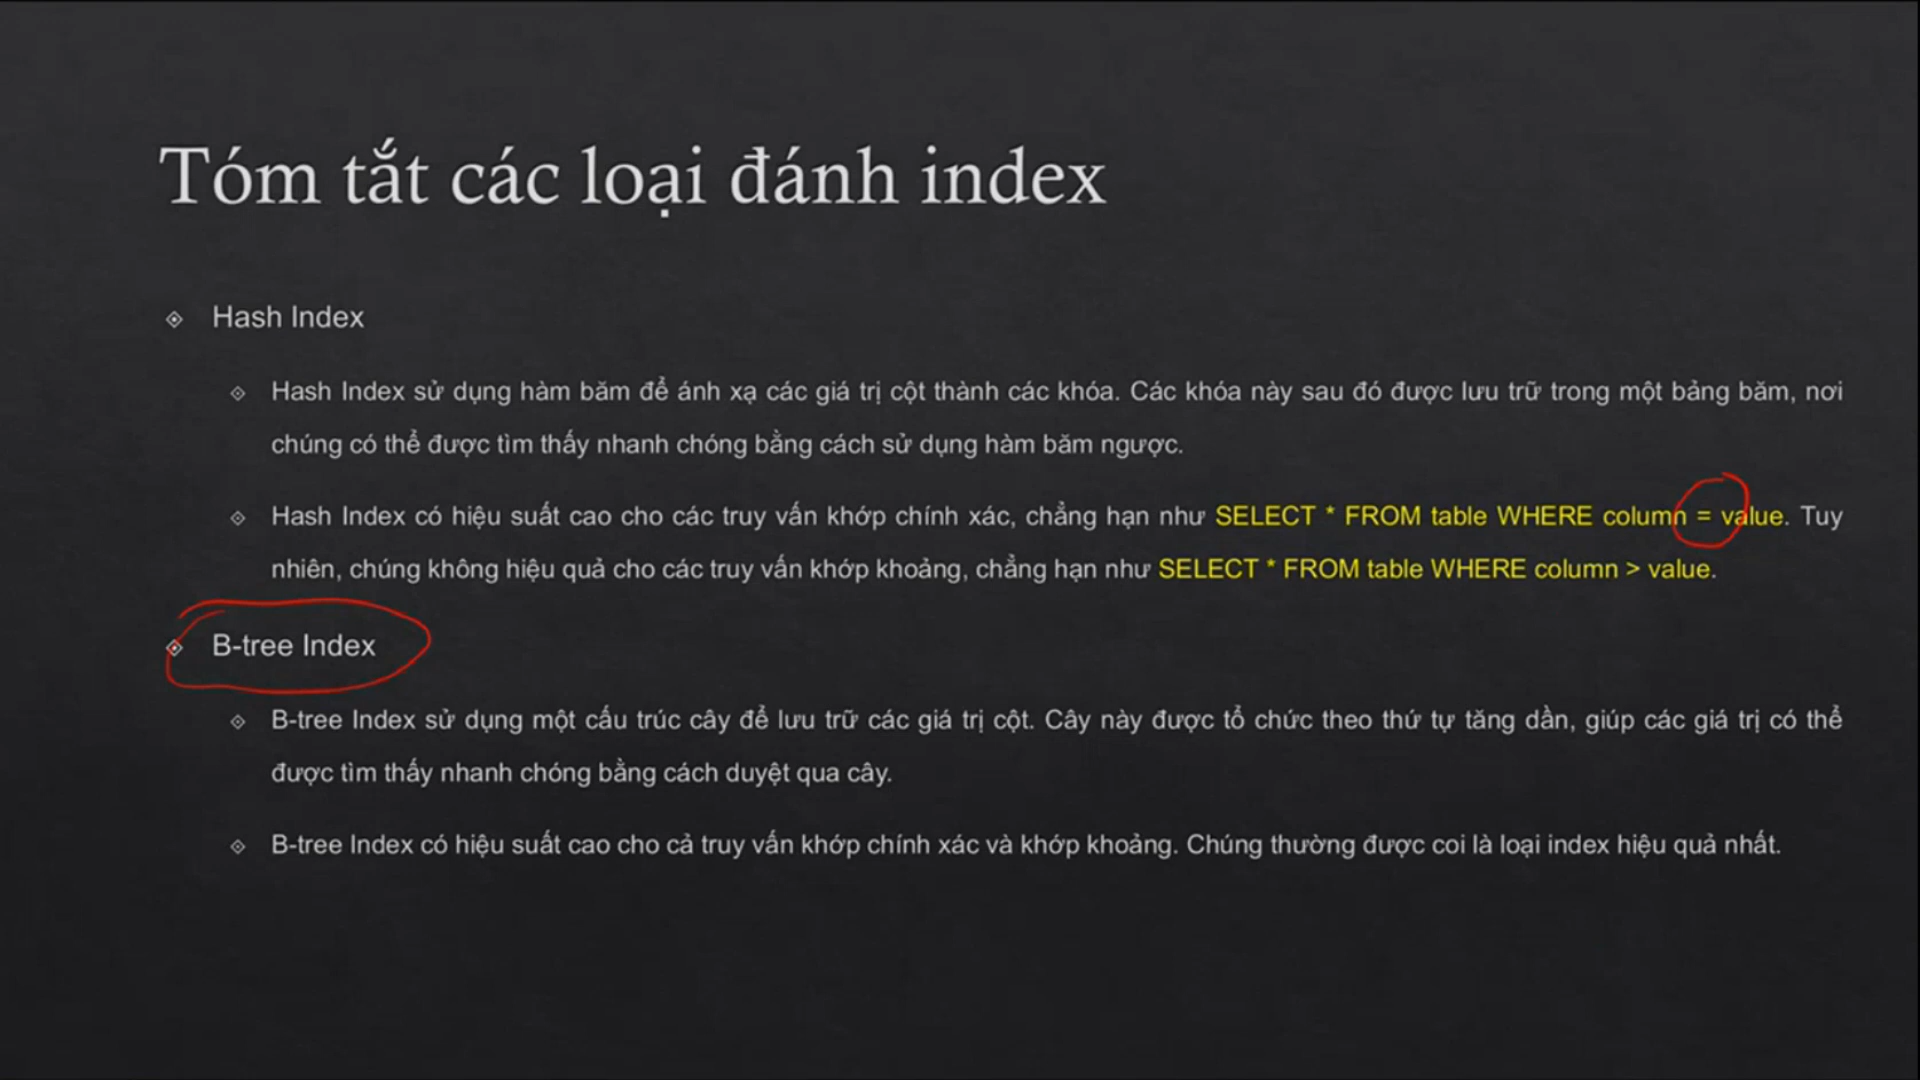 Tóm tắt các loại đánh index
Hash Index
Hash Index sử dụng hàm băm để ánh xạ các giá trị cột thành các khóa. Các khóa này sau đó được lưu trữ trong một bảng băm, nơi
chúng có thể được tìm thấy nhanh chóng bằng cách sử dụng hàm băm ngược.
Hash Index có hiệu suất cao cho các truy vấn khớp chính xác, chẳng hạn như SELECT * FROM table WHERE column = value. Tuy
nhiên, chúng không hiệu quả cho các truy vấn khớp khoảng, chẳng hạn như SELECT * FROM table WHERE column > value.
B-tree Index
B-tree Index sử dụng một cấu trúc cây để lưu trữ các giá trị cột. Cây này được tổ chức theo thứ tự tăng dần, giúp các giá trị có thể
được tìm thấy nhanh chóng bằng cách duyệt qua cây.
B-tree Index có hiệu suất cao cho cả truy vấn khớp chính xác và khớp khoảng. Chúng thường được coi là loại index hiệu quả nhất.